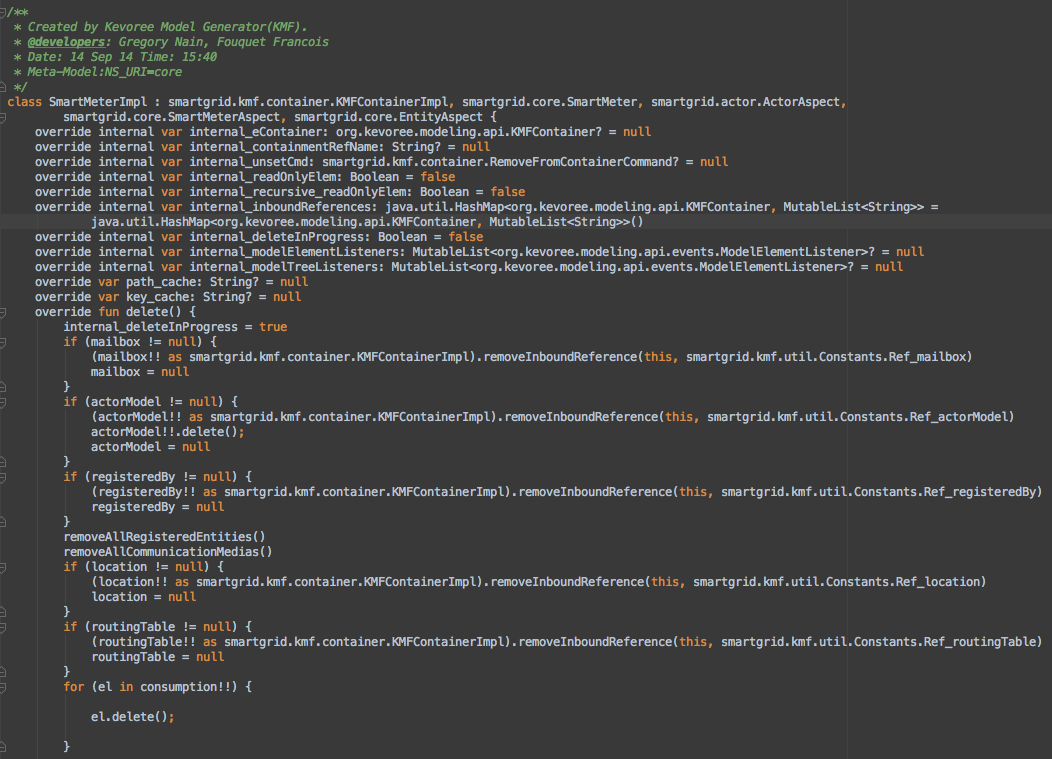 /**
 * Created by Kevoree Model Generator(KMF).
 * @developers: Gregory Nain, Fouquet Francois
 * Date: 14 Sep 14 Time: 15:40
 * Meta-Model:NS_URI=core
 */
class SmartMeterImpl : smartgrid.kmf.container.KMFContainerImpl, smartgrid.core.SmartMeter, smartgrid.actor.ActorAspect,
        smartgrid.core.SmartMeterAspect, smartgrid.core.EntityAspect {
    override internal var internal_eContainer: org.kevoree.modeling.api.KMFContainer? = null
    override internal var internal_containmentRefName: String? = null
    override internal var internal_unsetCmd: smartgrid.kmf.container.RemoveFromContainerCommand? = null
    override internal var internal_readOnlyElem: Boolean = false
    override internal var internal_recursive_readOnlyElem: Boolean = false
    override internal var internal_inboundReferences: java.util.HashMap<org.kevoree.modeling.api.KMFContainer, MutableList<String>> =
            java.util.HashMap<org.kevoree.modeling.api.KMFContainer, MutableList<String>>()
    override internal var internal_deleteInProgress: Boolean = false
    override internal var internal_modelElementListeners: MutableList<org.kevoree.modeling.api.events.ModelElementListener>? = null
    override internal var internal_modelTreeListeners: MutableList<org.kevoree.modeling.api.events.ModelElementListener>? = null
    override var path_cache: String? = null
    override var key_cache: String? = null
    override fun delete() {
        internal_deleteInProgress = true
        if (mailbox != null) {
            (mailbox!! as smartgrid.kmf.container.KMFContainerImpl).removeInboundReference(this, smartgrid.kmf.util.Constants.Ref_mailbox)
            mailbox = null
        }
        if (actorModel != null) {
            (actorModel!! as smartgrid.kmf.container.KMFContainerImpl).removeInboundReference(this, smartgrid.kmf.util.Constants.Ref_actorModel)
            actorModel!!.delete();
            actorModel = null
        }
        if (registeredBy != null) {
            (registeredBy!! as smartgrid.kmf.container.KMFContainerImpl).removeInboundReference(this, smartgrid.kmf.util.Constants.Ref_registeredBy)
            registeredBy = null
        }
        removeAllRegisteredEntities()
        removeAllCommunicationMedias()
        if (location != null) {
            (location!! as smartgrid.kmf.container.KMFContainerImpl).removeInboundReference(this, smartgrid.kmf.util.Constants.Ref_location)
            location = null
        }
        if (routingTable != null) {
            (routingTable!! as smartgrid.kmf.container.KMFContainerImpl).removeInboundReference(this, smartgrid.kmf.util.Constants.Ref_routingTable)
            routingTable = null
        }
        for (el in consumption!!) {
            el.delete();
        }